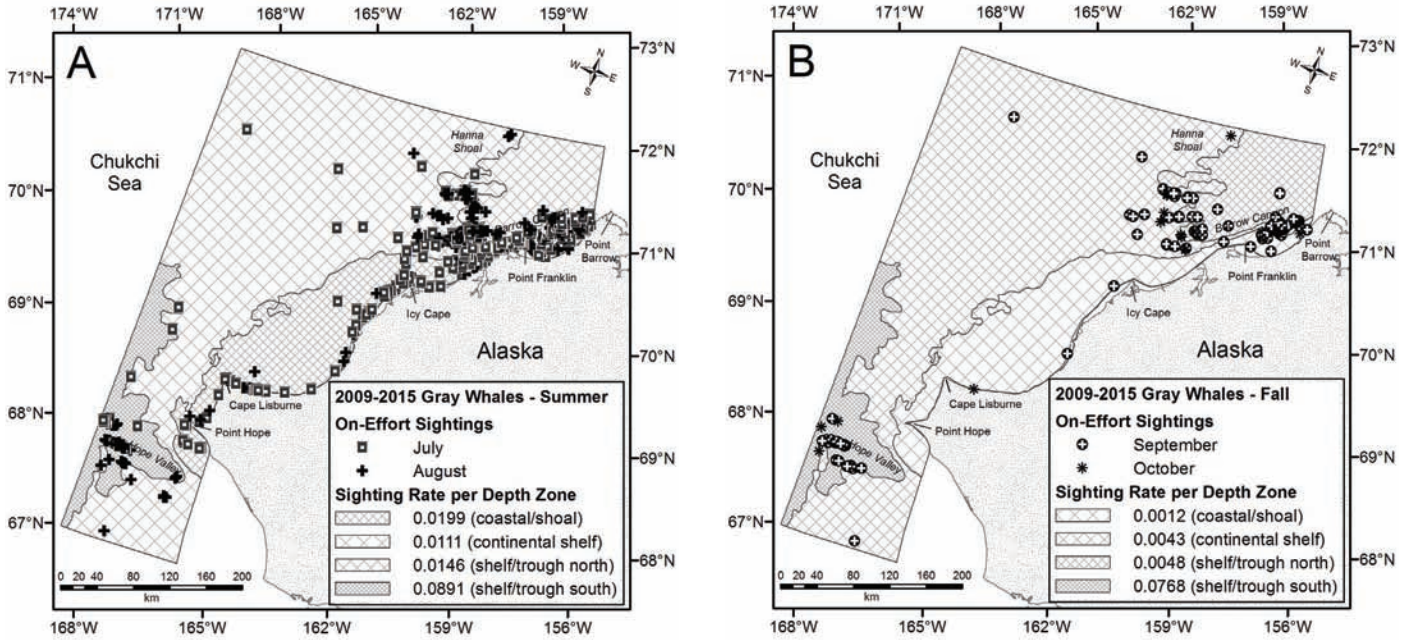 171°W 168°W 165°W 162°W 159°W
A
N
W E
S
73°N
71°N
Hanna
Shoal
Chukchi
Sea
72°N
70°N
Barrow Canyon
Point
Barrow
71°N
Point Franklin
69°N
Icy Cape
Alaska
70°N
Cape Lisburne
68°N
Point Hope
Hope Valley
69°N
67°N
68°N
2009-2015 Gray Whales - Summer
On-Effort Sightings
July
August
Sighting Rate per Depth Zone
0.0199 (coastal/shoal)
0.0111 (continental shelf)
0.0146 (shelf/trough north)
0.0891 (shelf/trough south)
0 20 40 80 120 160 200
km
168°W 165°W 162°W 159°W 156°W
171°W 168°W 165°W 162°W 159°W
B
N
W E
S
73°N
71°N
Hanna
Shoal
Chukchi
Sea
72°N
70°N
Barrow Canyon
Point
Barrow
71°N
Point Franklin
69°N
Icy Cape
Alaska
70°N
Cape Lisburne
68°N
Point Hope
Hope Valley
69°N
67°N
68°N
2009-2015 Gray Whales - Fall
On-Effort Sightings
September
October
Sighting Rate per Depth Zone
0.0012 (coastal/shoal)
0.0043 (continental shelf)
0.0048 (shelf/trough north)
0.0768 (shelf/trough south)
0 20 40 80 120 160 200
km
168°W 165°W 162°W 159°W 156°W